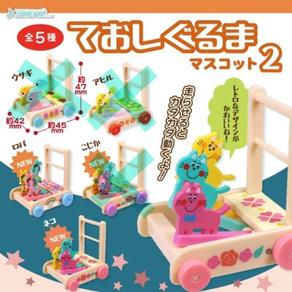 J.DREAM
全5種
ておしぐるま
マスコット2
ウサギ
アヒル
約47mm
約42mm
約45mm
ロバ
こじか
NEW
NEW
ネコ
NEW
走らせると
カタカタ動くよ!
レトロなデザインが
かわいいね!